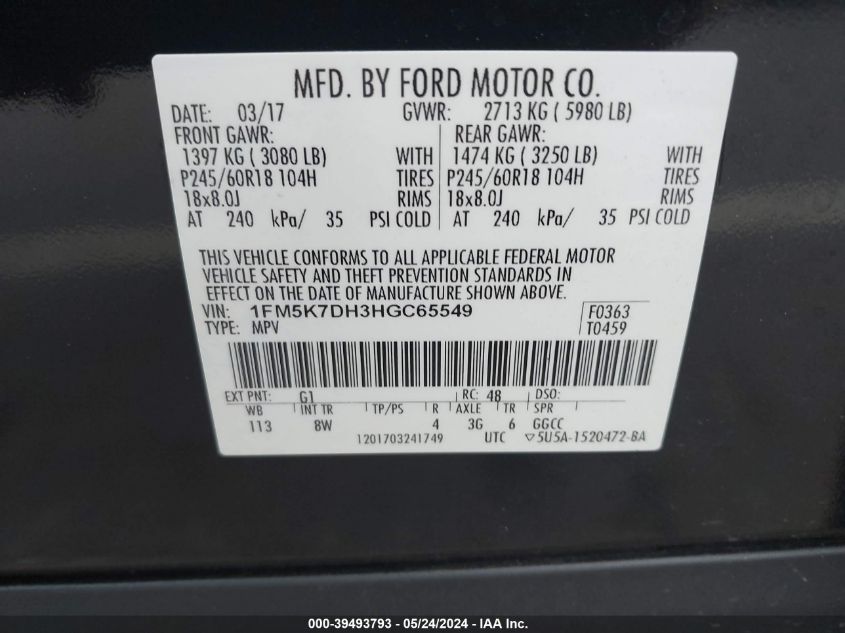 MFD. BY FORD MOTOR CO.
DATE: 03/17 GVWR: 2713 KG ( 5980 LB)
FRONT GAWR: REAR GAWR:
1397 KG ( 3080 LB) WITH 1474 KG ( 3250 LB) WITH
P245/60R18 104H TIRES P245/60R18 104H TIRES
18x8.0J RIMS 18x8.0J RIMS
AT 240 kPa/ 35 PSI COLD AT 240 kPa/ 35 PSI COLD
THIS VEHICLE CONFORMS TO ALL APPLICABLE FEDERAL MOTOR
VEHICLE SAFETY AND THEFT PREVENTION STANDARDS IN
EFFECT ON THE DATE OF MANUFACTURE SHOWN ABOVE.
VIN: 1FM5K7DH3HGC65549 F0363
TYPE: MPV T0459
EXT PNT: G1 RC: 48 DSO:
WB INT TR TP/PS R AXLE TR SPR
113 8W 4 3G 6 GGCC
1201703241749 UTC ▽5U5A-1520472-BA
000-39493793 - 05/24/2024 - IAA Inc.